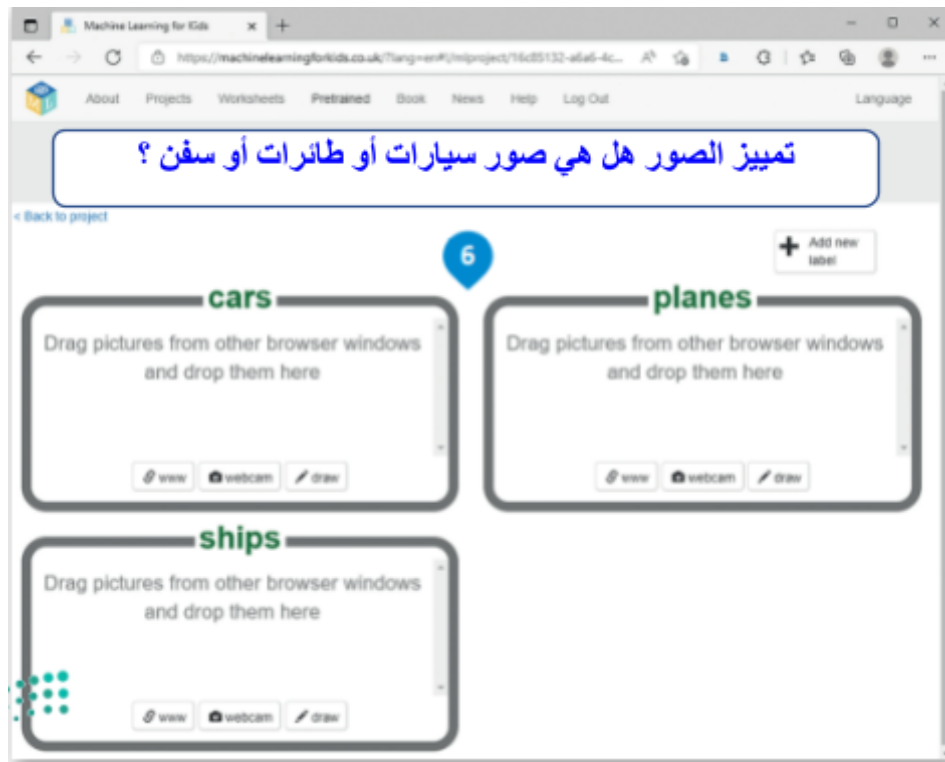 Machine Learning for Kids
https://machinelearningforkids.co.uk/?lang=en#!/mlproject/16c85132-a6a6-4c...
About Projects Worksheets Pretrained Book News Help Log Out Language
تمييز الصور هل هي صور سيارات أو طائرات أو سفن ؟
< Back to project
6
Add new
label
cars
Drag pictures from other browser windows
and drop them here
www webcam draw
planes
Drag pictures from other browser windows
and drop them here
www webcam draw
ships
Drag pictures from other browser windows
and drop them here
www webcam draw